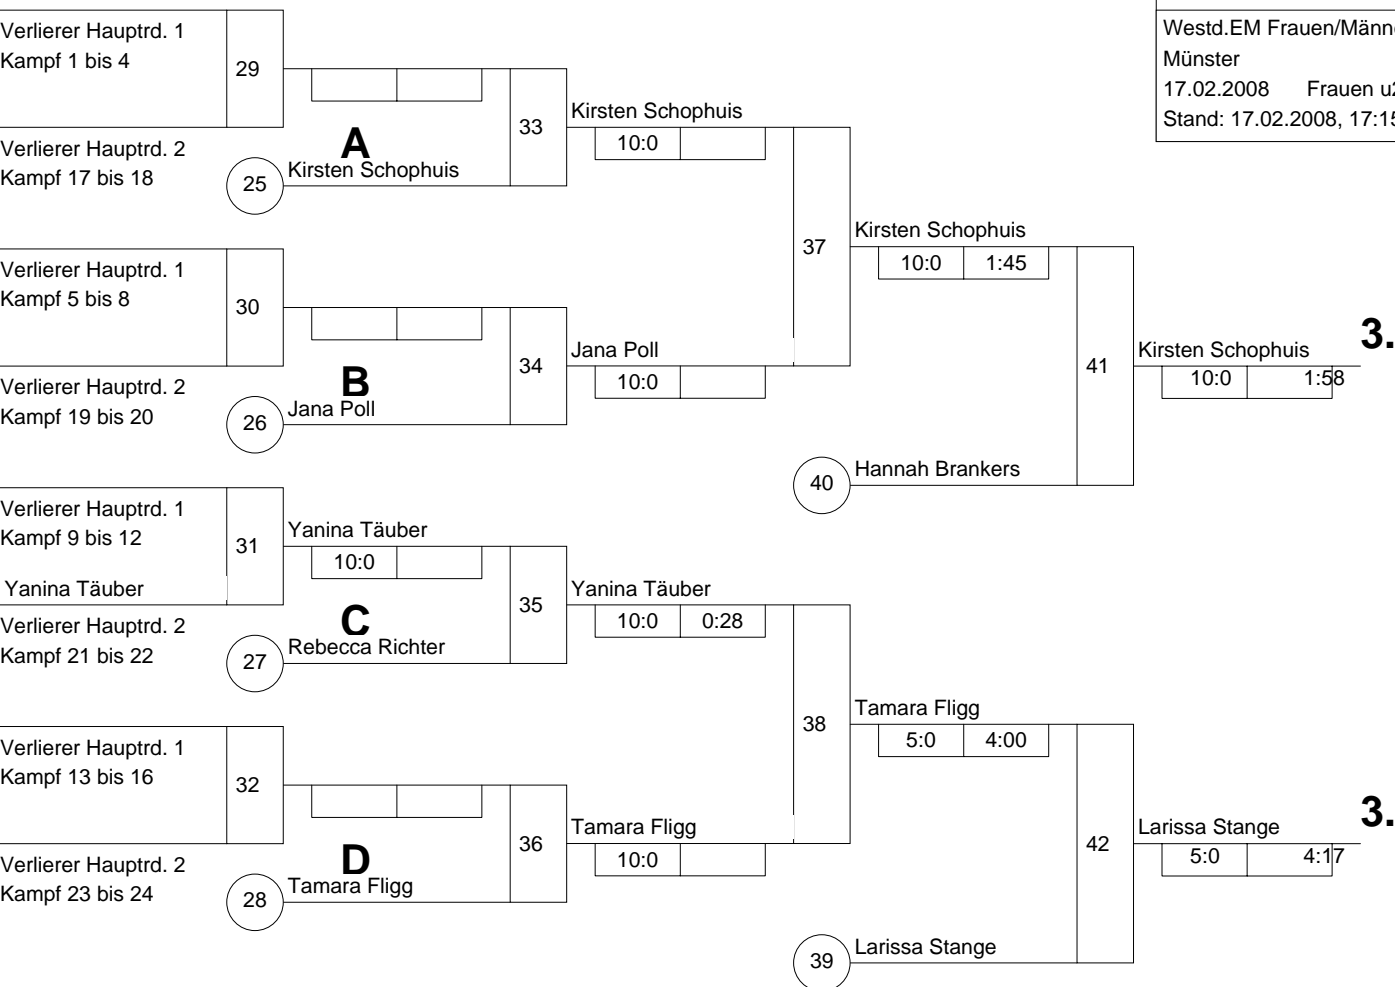 Westd.EM Frauen/Männe
Münster
17.02.2008 Frauen u2
Stand: 17.02.2008, 17:15
Verlierer Hauptrd. 1
Kampf 1 bis 4
29
33
Kirsten Schophuis
10:0
A
Verlierer Hauptrd. 2
Kampf 17 bis 18
25
Kirsten Schophuis
37
Kirsten Schophuis
10:0 1:45
Verlierer Hauptrd. 1
Kampf 5 bis 8
30
34
Jana Poll
10:0
B
Verlierer Hauptrd. 2
Kampf 19 bis 20
26
Jana Poll
41
Kirsten Schophuis
10:0 1:58
3.
40
Hannah Brankers
Verlierer Hauptrd. 1
Kampf 9 bis 12
31
Yanina Täuber
Yanina Täuber
10:0
35
Yanina Täuber
10:0 0:28
C
Verlierer Hauptrd. 2
Kampf 21 bis 22
27
Rebecca Richter
38
Tamara Fligg
5:0 4:00
Verlierer Hauptrd. 1
Kampf 13 bis 16
32
36
Tamara Fligg
10:0
D
Verlierer Hauptrd. 2
Kampf 23 bis 24
28
Tamara Fligg
42
Larissa Stange
5:0 4:17
3.
39
Larissa Stange